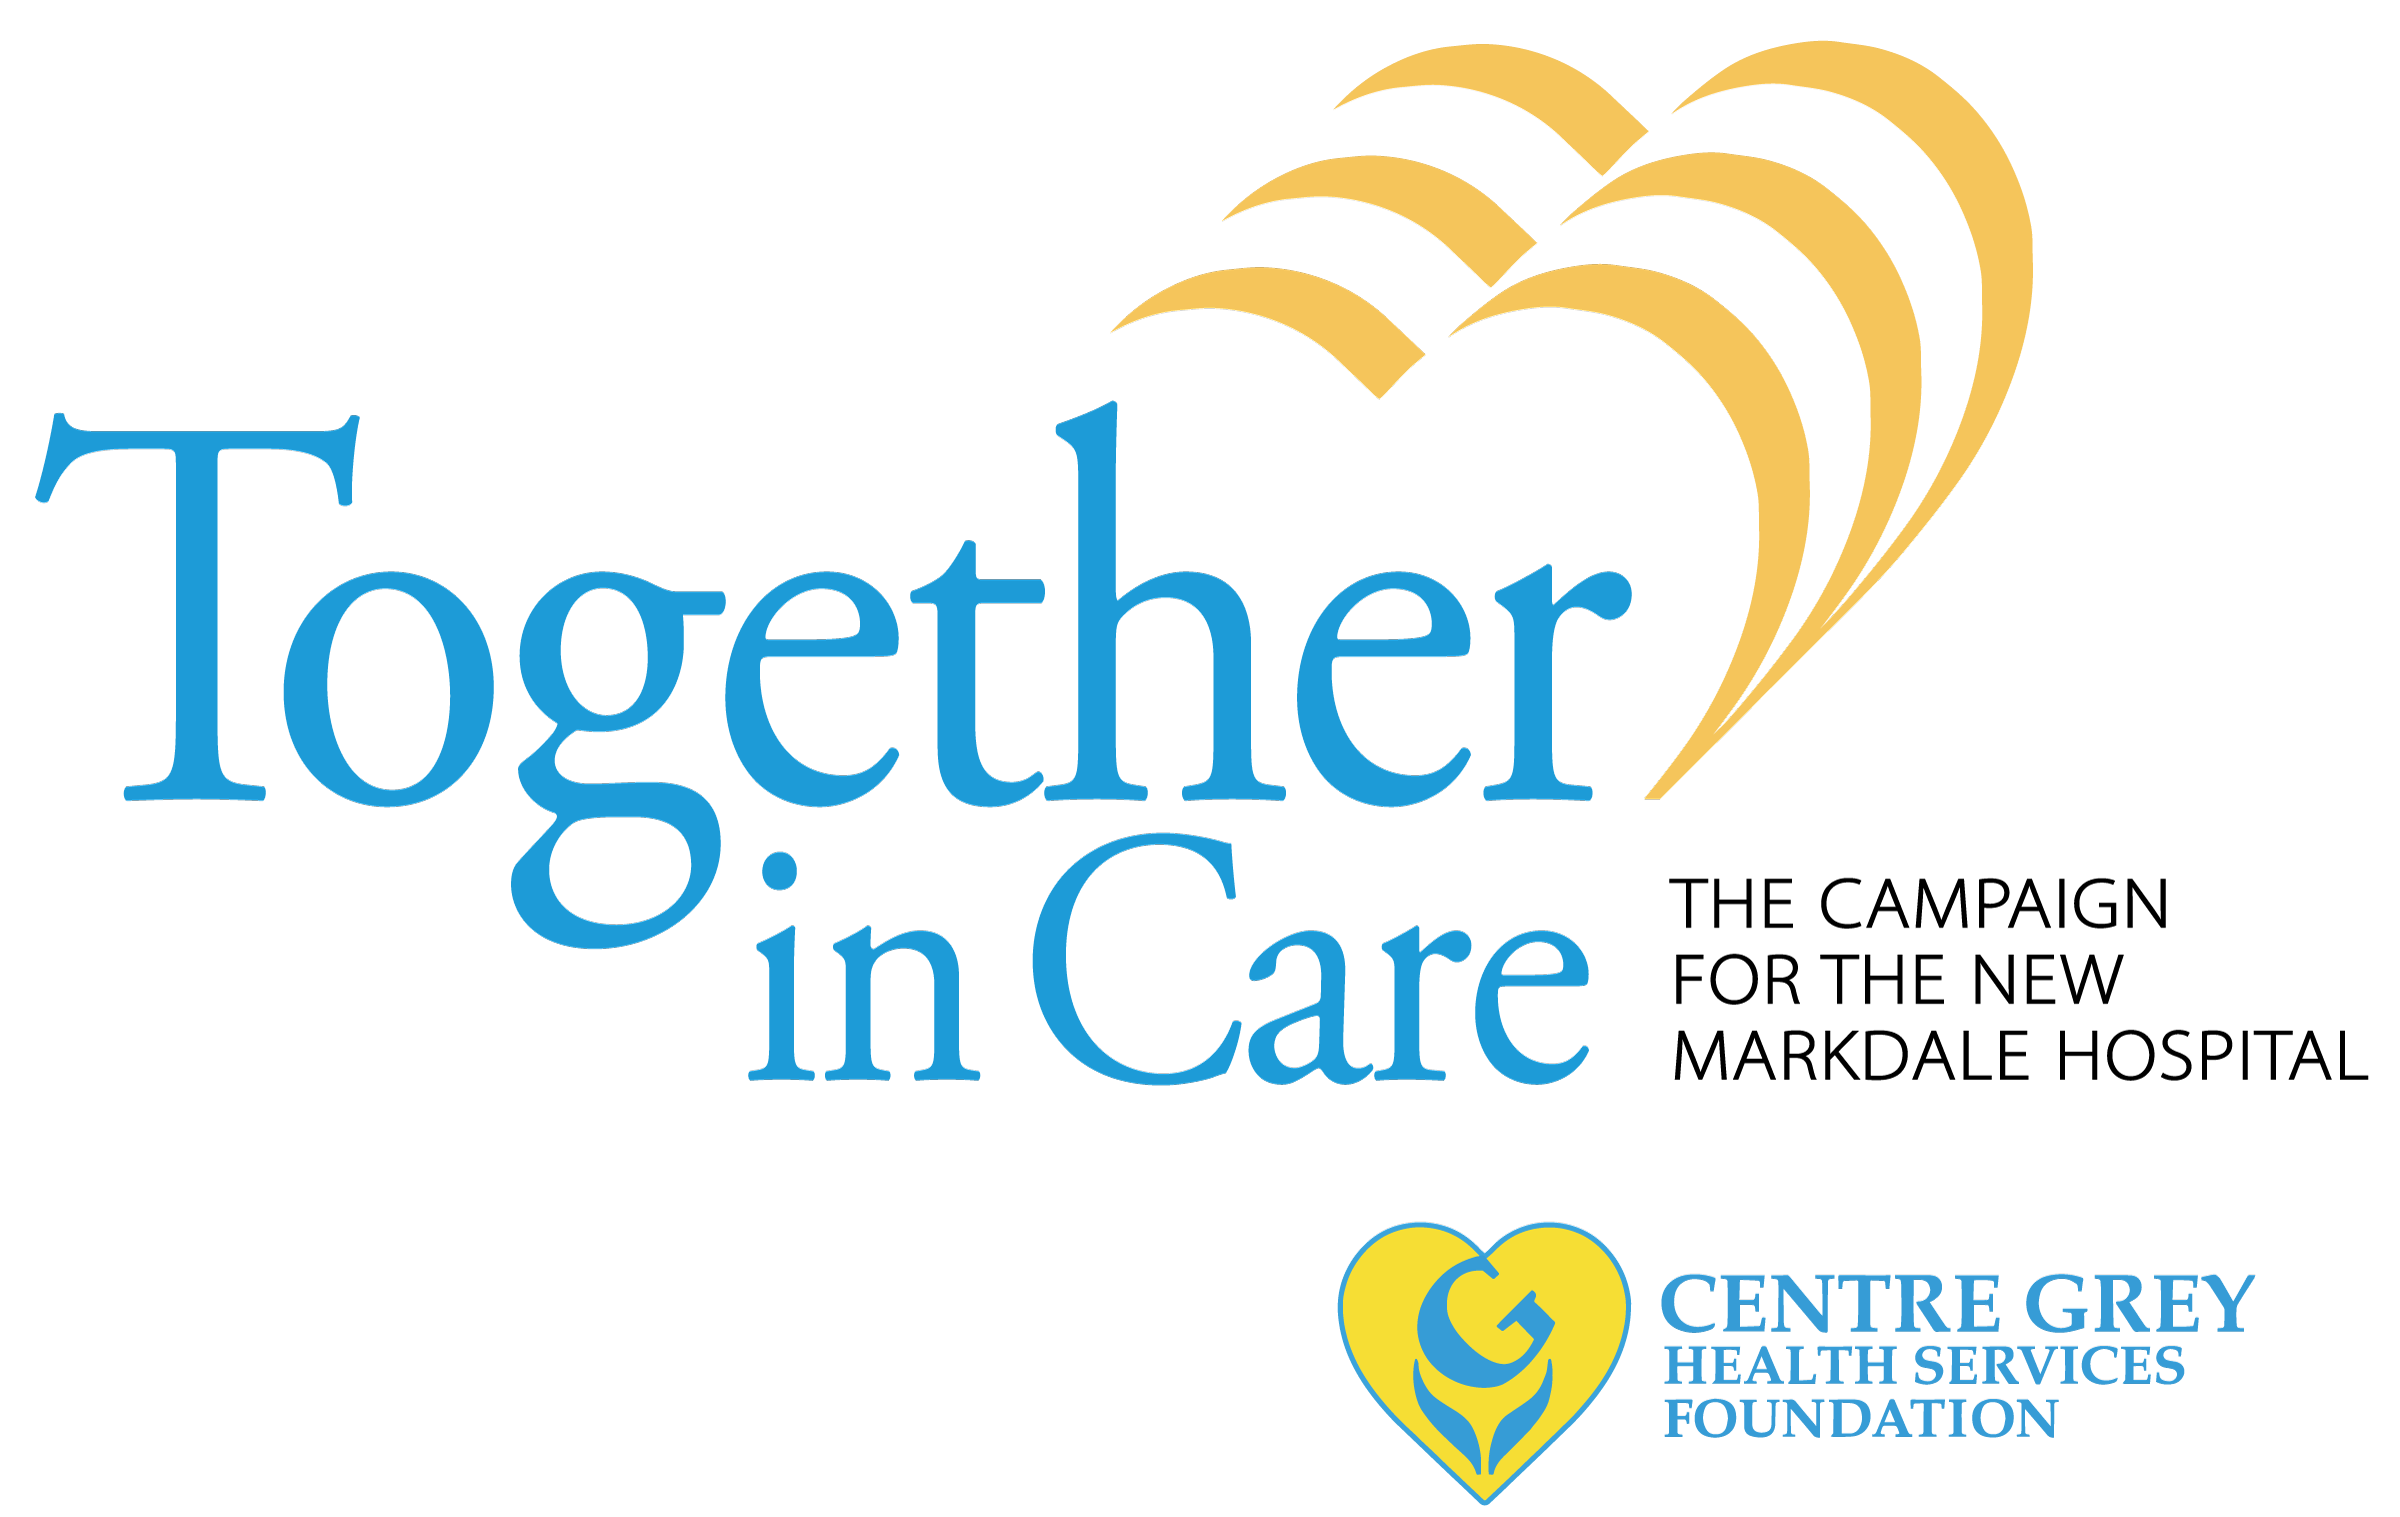 Together
in Care
THE CAMPAIGN
FOR THE NEW
MARKDALE HOSPITAL
CENTRE GREY
HEALTH SERVICES
FOUNDATION